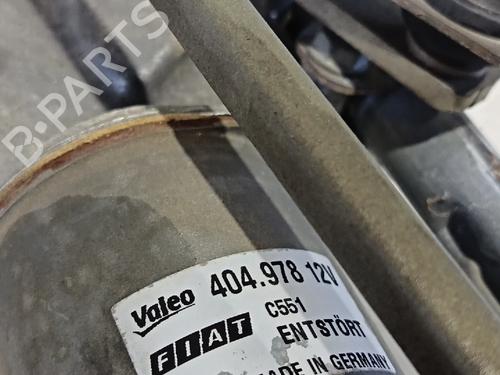 B-PARTS
Valeo 404.978 12V
C551
FIAT ENTSTÖRT
MADE IN GERMANY